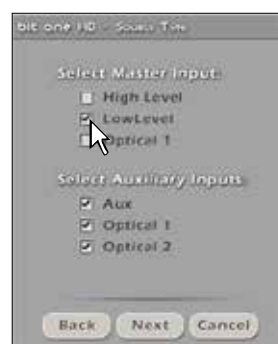 bit one HD - Source Type
Select Master Input:
High Level
LowLevel
Optical 1
Select Auxiliary Inputs:
Aux
Optical 1
Optical 2
Back Next Cancel